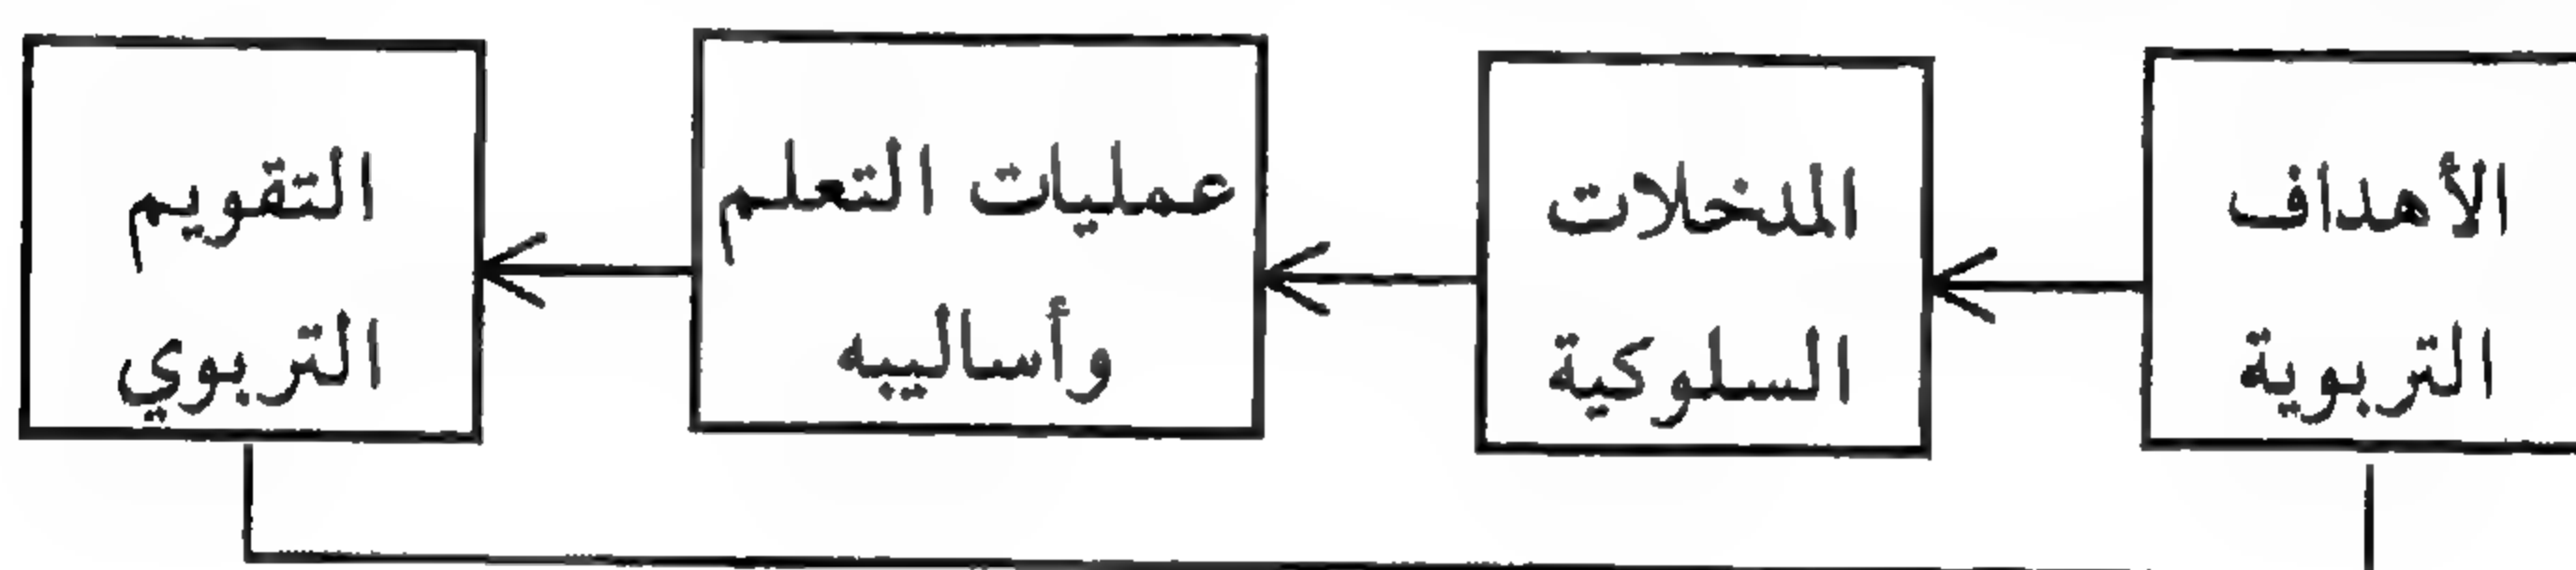 الأهداف
التربوية
المدخلات
السلوكية
عمليات التعلم
وأساليبه
التقويم
التربوي